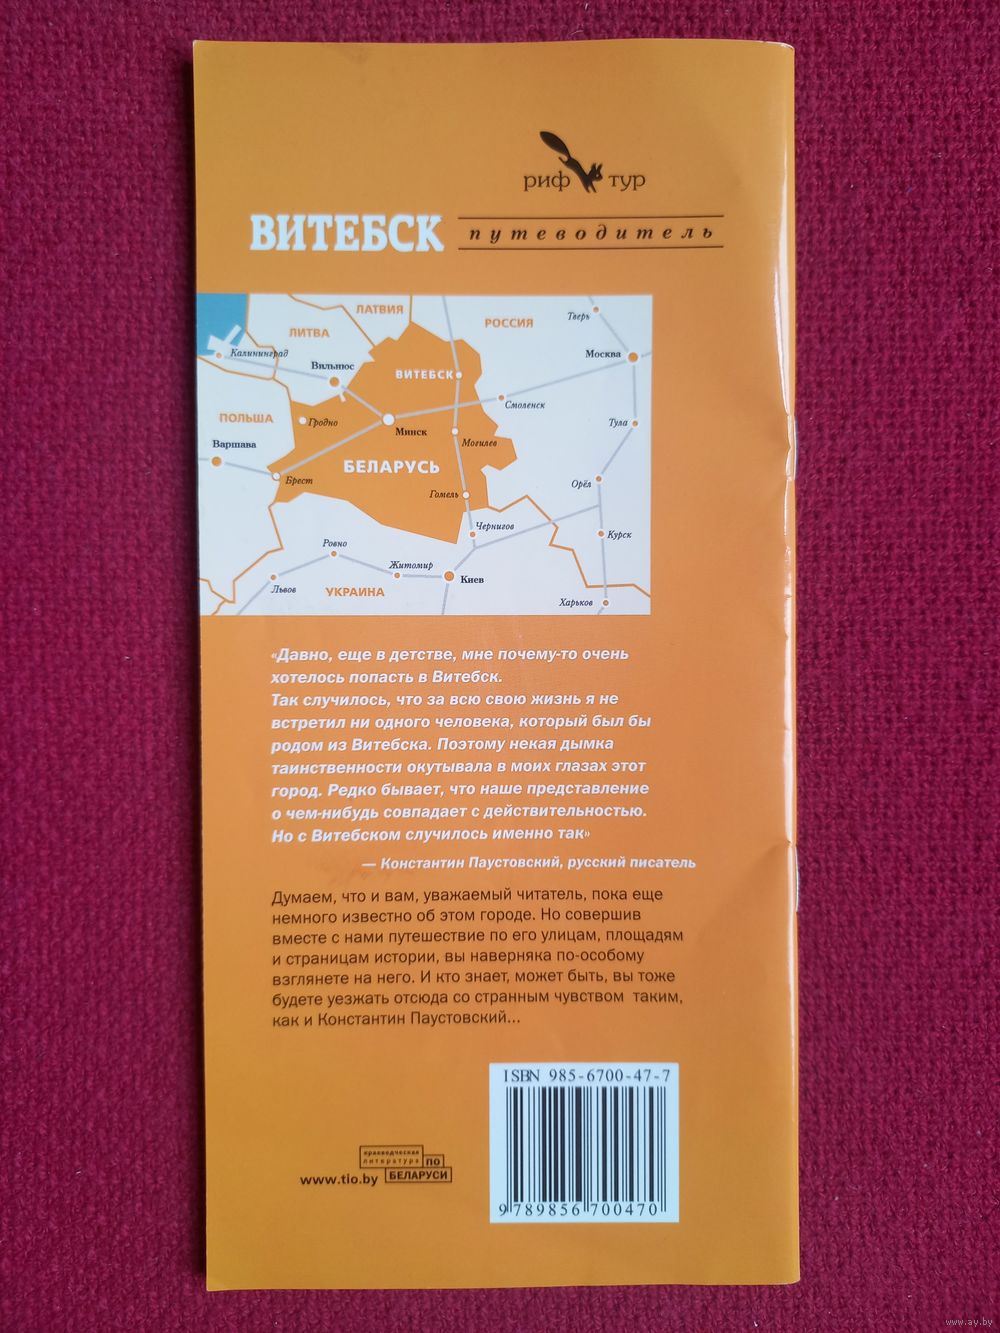 риф тур
ВИТЕБСК путеводитель
ЛАТВИЯ
ЛИТВА
РОССИЯ
Тверь
Калининград
Вильнюс
Москва
ВИТЕБСК
Смоленск
ПОЛЬША
Гродно
Минск
Тула
Варшава
Могилев
БЕЛАРУСЬ
Брест
Гомель
Орёл
Чернигов
Курск
Ровно
Житомир
Киев
Львов
УКРАИНА
Харьков
«Давно, еще в детстве, мне почему-то очень
хотелось попасть в Витебск.
Так случилось, что за всю свою жизнь я не
встретил ни одного человека, который был бы
родом из Витебска. Поэтому некая дымка
таинственности окутывала в моих глазах этот
город. Редко бывает, что наше представление
о чем-нибудь совпадает с действительностью.
Но с Витебском случилось именно так»
— Константин Паустовский, русский писатель
Думаем, что и вам, уважаемый читатель, пока еще
немного известно об этом городе. Но совершив
вместе с нами путешествие по его улицам, площадям
и страницам истории, вы наверняка по-особому
взглянете на него. И кто знает, может быть, вы тоже
будете уезжать отсюда со странным чувством таким,
как и Константин Паустовский...
ISBN 985-6700-47-7
9 789856 700470
краеведческая
литература по
www.tio.by БЕЛАРУСИ
www.ay.by